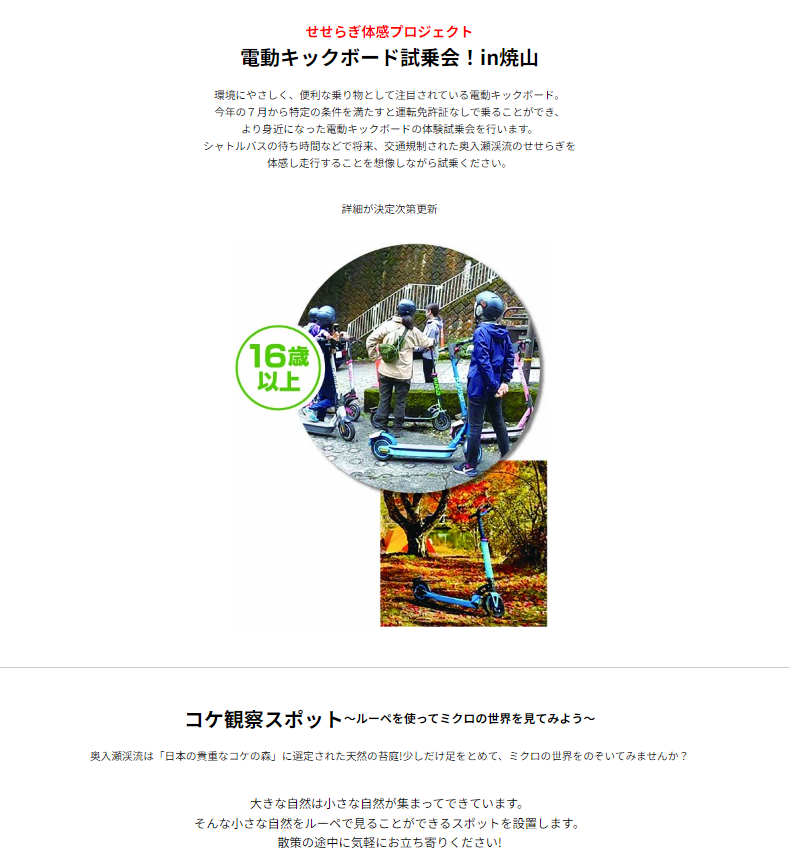 せせらぎ体感プロジェクト
電動キックボード試乗会！in焼山
環境にやさしく、便利な乗り物として注目されている電動キックボード。
今年の７月から特定の条件を満たすと運転免許証なしで乗ることができ、
より身近になった電動キックボードの体験試乗会を行います。
シャトルバスの待ち時間などで将来、交通規制された奥入瀬渓流のせせらぎを
体感し走行することを想像しながら試乗ください。
詳細が決定次第更新
16歳
以上
コケ観察スポット～ルーペを使ってミクロの世界を見てみよう～
奥入瀬渓流は「日本の貴重なコケの森」に選定された天然の苔庭!少しだけ足をとめて、ミクロの世界をのぞいてみませんか？
大きな自然は小さな自然が集まってできています。
そんな小さな自然をルーペで見ることができるスポットを設置します。
散策の途中に気軽にお立ち寄りください!